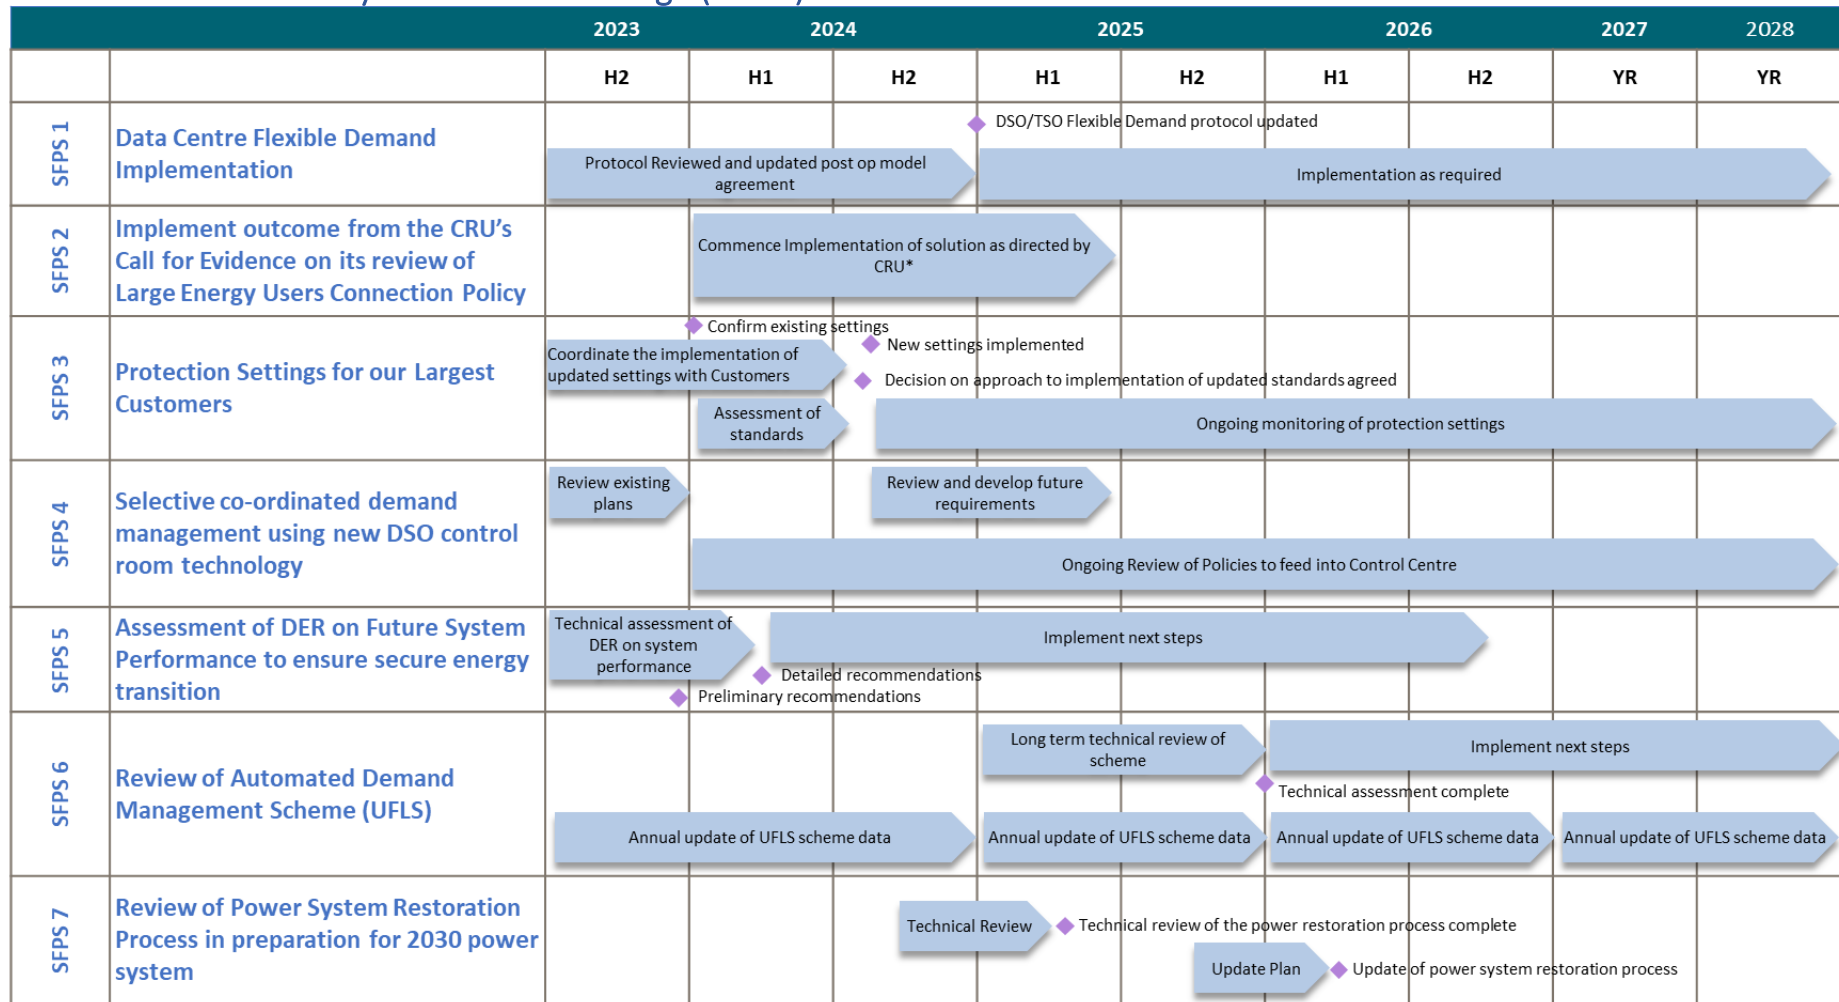 2023 2024 2025 2026 2027 2028
H2 H1 H2 H1 H2 H1 H2 YR YR
SFPS 1
Data Centre Flexible Demand
Implementation
DSO/TSO Flexible Demand protocol updated
Protocol Reviewed and updated post op model
agreement
Implementation as required
SFPS 2
Implement outcome from the CRU’s
Call for Evidence on its review of
Large Energy Users Connection Policy
Commence Implementation of solution as directed by
CRU*
SFPS 3
Protection Settings for our Largest
Customers
Confirm existing settings
New settings implemented
Coordinate the implementation of
updated settings with Customers
Decision on approach to implementation of updated standards agreed
Assessment of
standards
Ongoing monitoring of protection settings
SFPS 4
Selective co-ordinated demand
management using new DSO control
room technology
Review existing
plans
Review and develop future
requirements
Ongoing Review of Policies to feed into Control Centre
SFPS 5
Assessment of DER on Future System
Performance to ensure secure energy
transition
Technical assessment of
DER on system
performance
Implement next steps
Detailed recommendations
Preliminary recommendations
SFPS 6
Review of Automated Demand
Management Scheme (UFLS)
Long term technical review of
scheme
Implement next steps
Technical assessment complete
Annual update of UFLS scheme data
Annual update of UFLS scheme data
Annual update of UFLS scheme data
Annual update of UFLS scheme data
SFPS 7
Review of Power System Restoration
Process in preparation for 2030 power
system
Technical Review
Technical review of the power restoration process complete
Update Plan
Update of power system restoration process